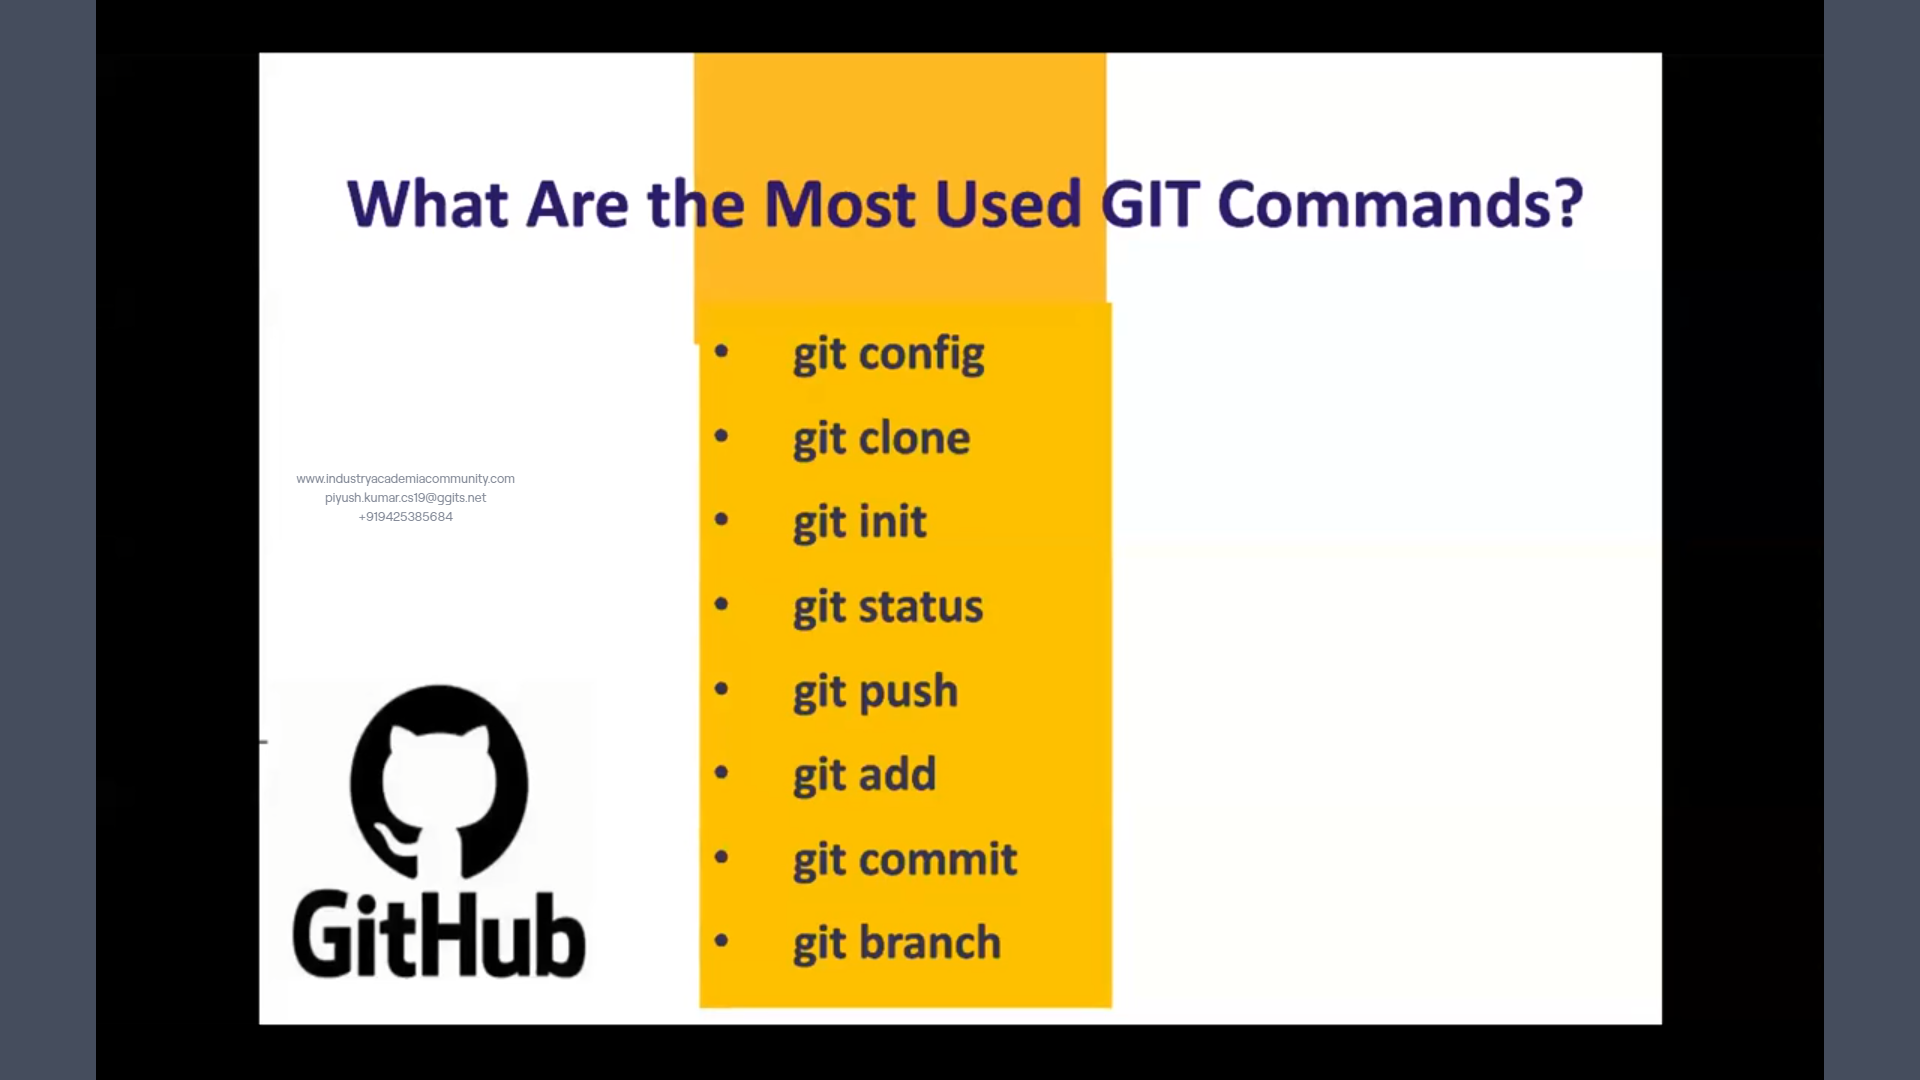 What Are the Most Used GIT Commands?
• git config
• git clone
• git init
• git status
• git push
• git add
• git commit
• git branch
www.industryacademiacommunity.com
piyush.kumar.cs19@ggits.net
+919425385684
GitHub